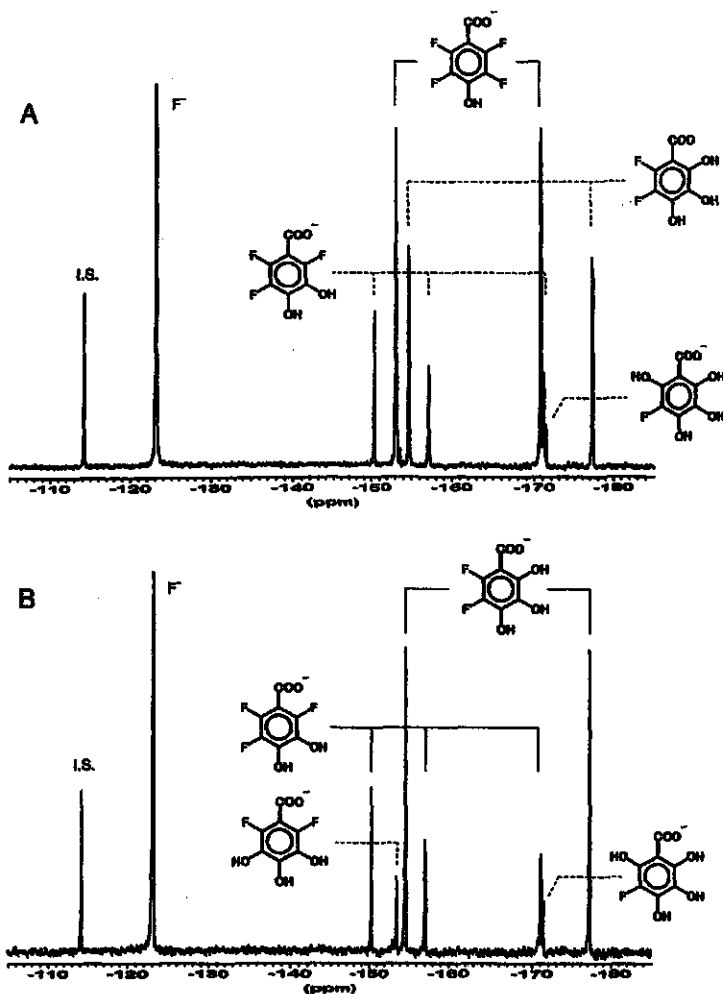 COO⁻
F F
F F
OH
A
F⁻
COO⁻
F OH
F OH
OH
COO⁻
F F
F OH
OH
I.S.
COO⁻
HO OH
F OH
OH
-110 -120 -130 -140 -150 -160 -170 -180
(ppm)
COO⁻
F OH
F OH
OH
B
F⁻
COO⁻
F F
F OH
OH
I.S.
COO⁻
F F
HO OH
OH
COO⁻
HO OH
F OH
OH
-110 -120 -130 -140 -150 -160 -170 -180
(ppm)